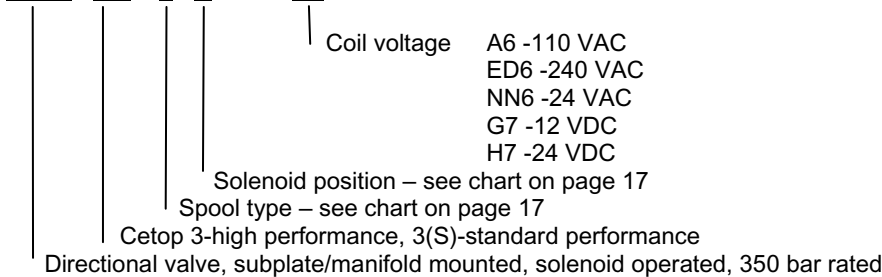 Coil voltage A6 -110 VAC
ED6 -240 VAC
NN6 -24 VAC
G7 -12 VDC
H7 -24 VDC
Solenoid position – see chart on page 17
Spool type – see chart on page 17
Cetop 3-high performance, 3(S)-standard performance
Directional valve, subplate/manifold mounted, solenoid operated, 350 bar rated